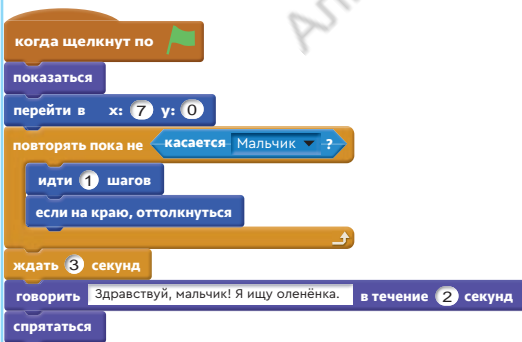 когда щелкнут по
показаться
перейти в x: 7 y: 0
повторять пока не касается Мальчик ?
идти 1 шагов
если на краю, оттолкнуться
ждать 3 секунд
говорить Здравствуй, мальчик! Я ищу оленёнка. в течение 2 секунд
спрятаться